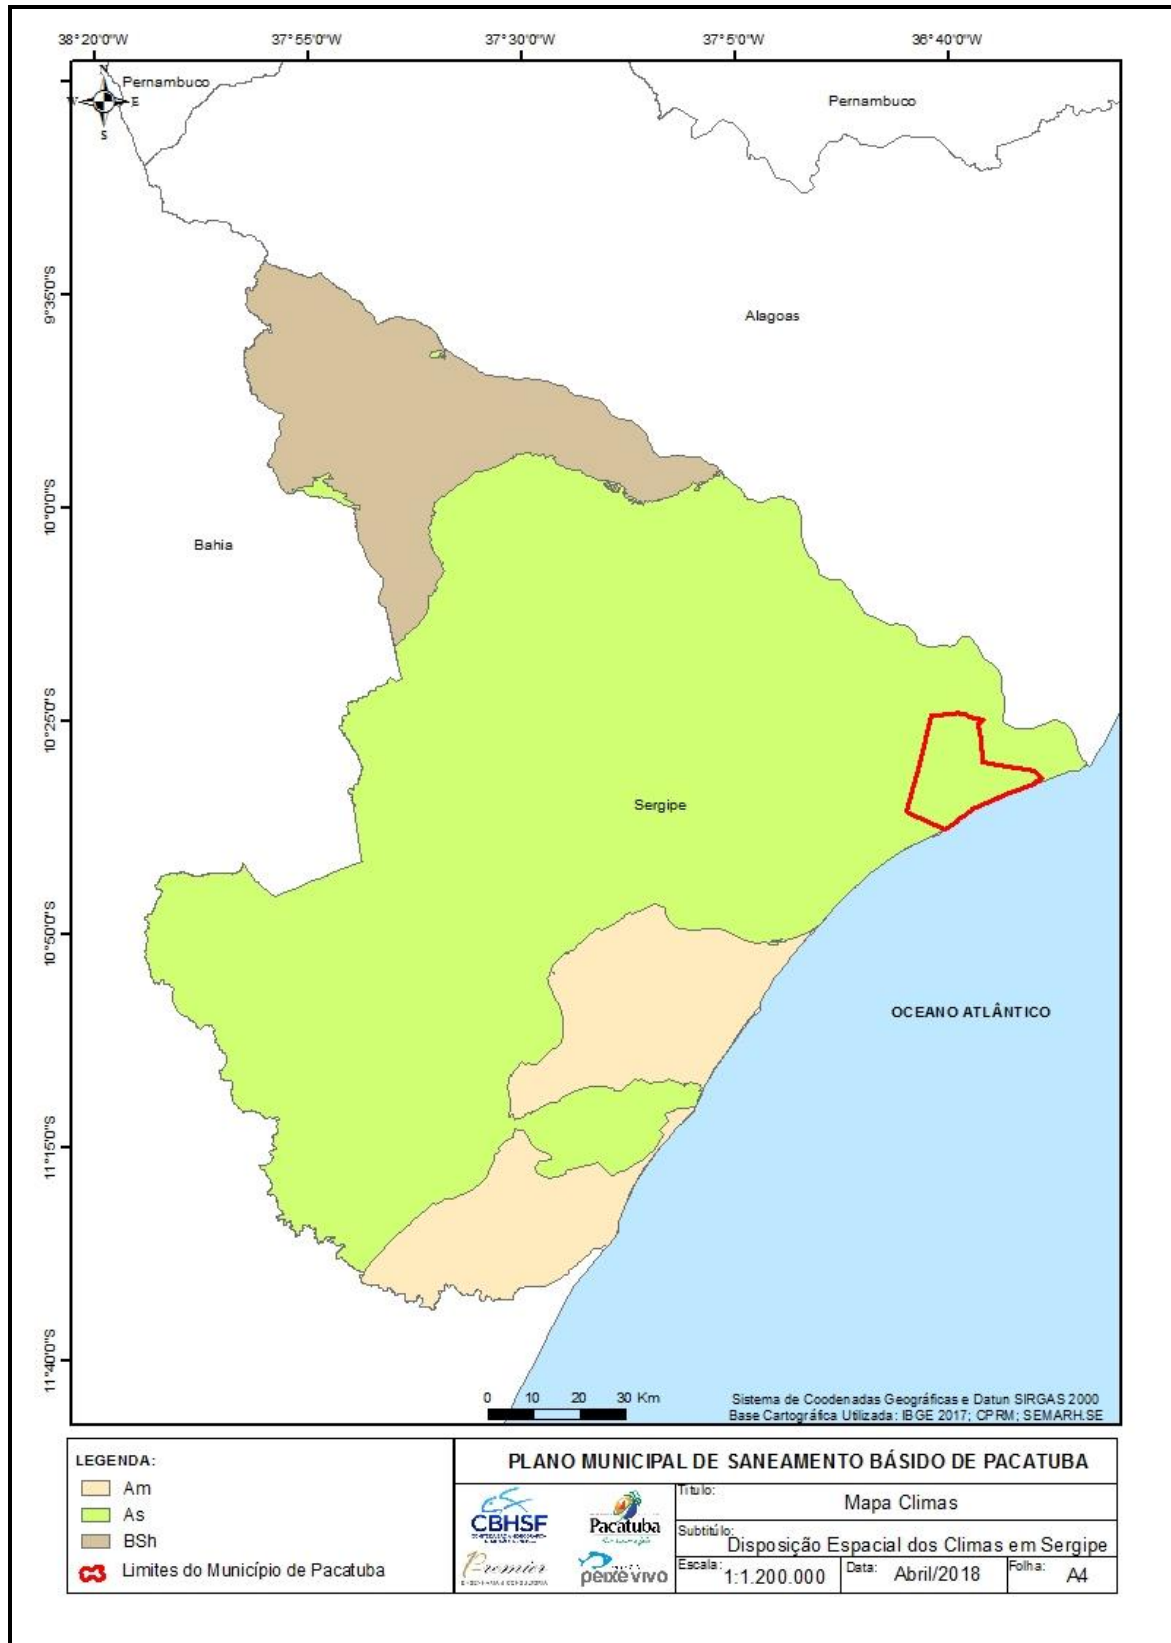 38°20'0"W 37°55'0"W 37°30'0"W 37°5'0"W 36°40'0"W
N
W E
S
Pernambuco
Pernambuco
9°35'0"S
Alagoas
10°0'0"S
Bahia
10°25'0"S
Sergipe
10°50'0"S
OCEANO ATLÂNTICO
11°15'0"S
11°40'0"S
0 10 20 30 Km
Sistema de Coodenadas Geográficas e Datun SIRGAS 2000
Base Cartográfica Utilizada: IBGE 2017; CPRM; SEMARH.SE
LEGENDA:
Am
As
BSh
Limites do Município de Pacatuba
PLANO MUNICIPAL DE SANEAMENTO BÁSIDO DE PACATUBA
CBHSF
Pacatuba
Premier
ENGENHARIA E CONSULTORIA
peixe vivo
Titulo:
Mapa Climas
Subtitúlo:
Disposição Espacial dos Climas em Sergipe
Escala:
1:1.200.000
Data:
Abril/2018
Folha:
A4